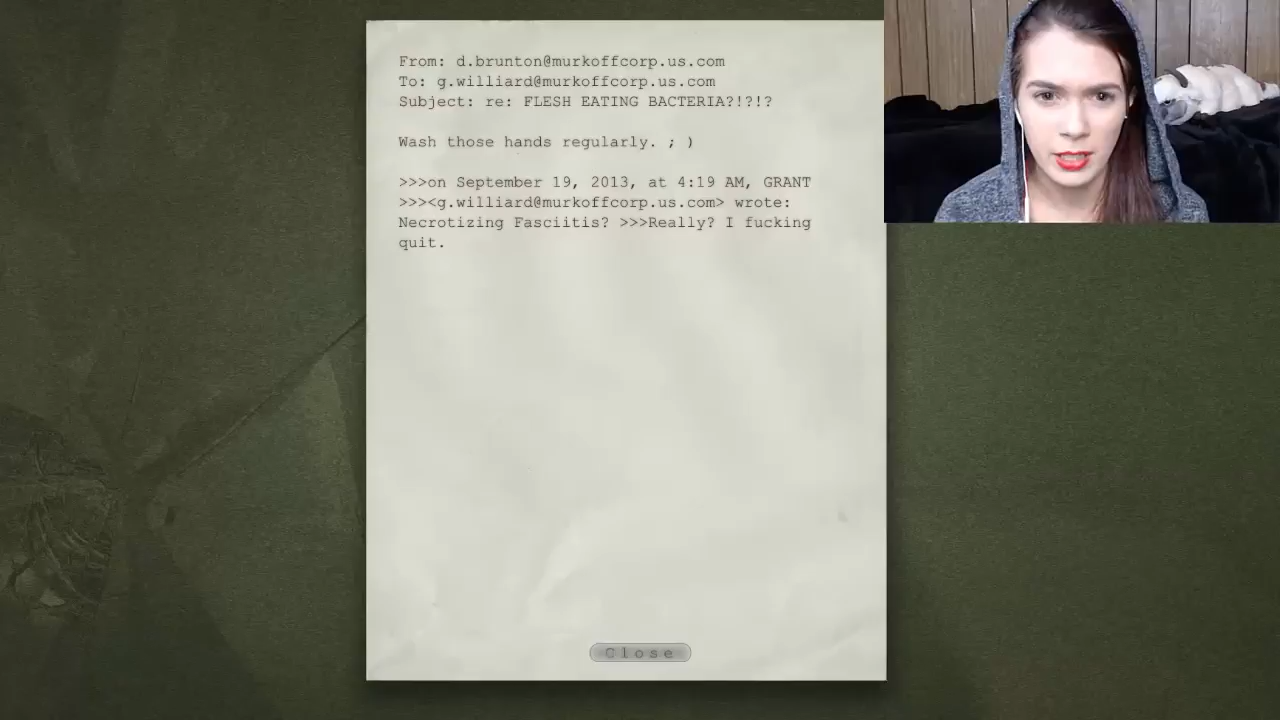 From: d.brunton@murkoffcorp.us.com
To: g.williard@murkoffcorp.us.com
Subject: re: FLESH EATING BACTERIA?!?!?
Wash those hands regularly. ; )
>>>on September 19, 2013, at 4:19 AM, GRANT
>>><g.williard@murkoffcorp.us.com> wrote:
Necrotizing Fasciitis? >>>Really? I fucking
quit.
Close